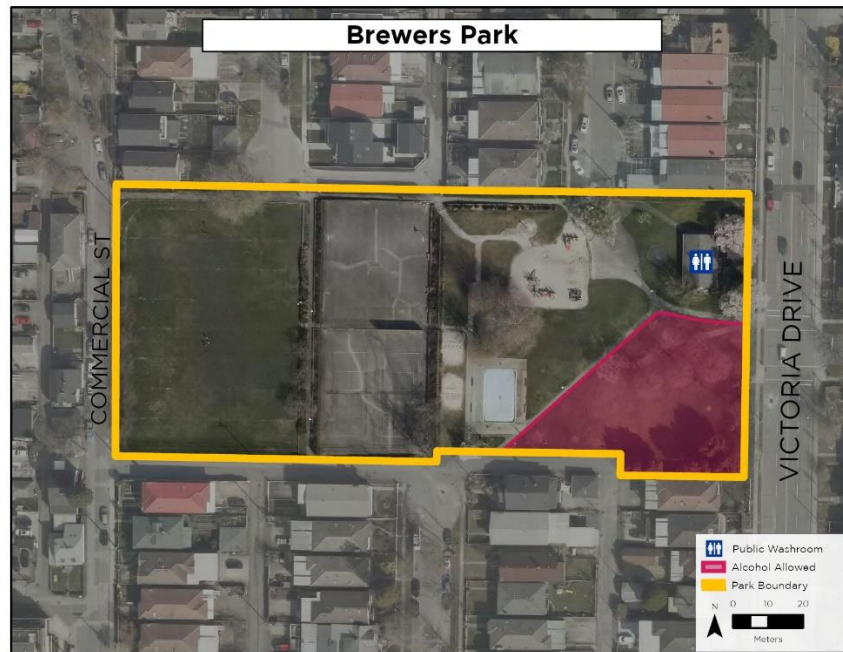 Brewers Park
COMMERCIAL ST
VICTORIA DRIVE
Public Washroom
Alcohol Allowed
Park Boundary
N
0 10 20
Meters